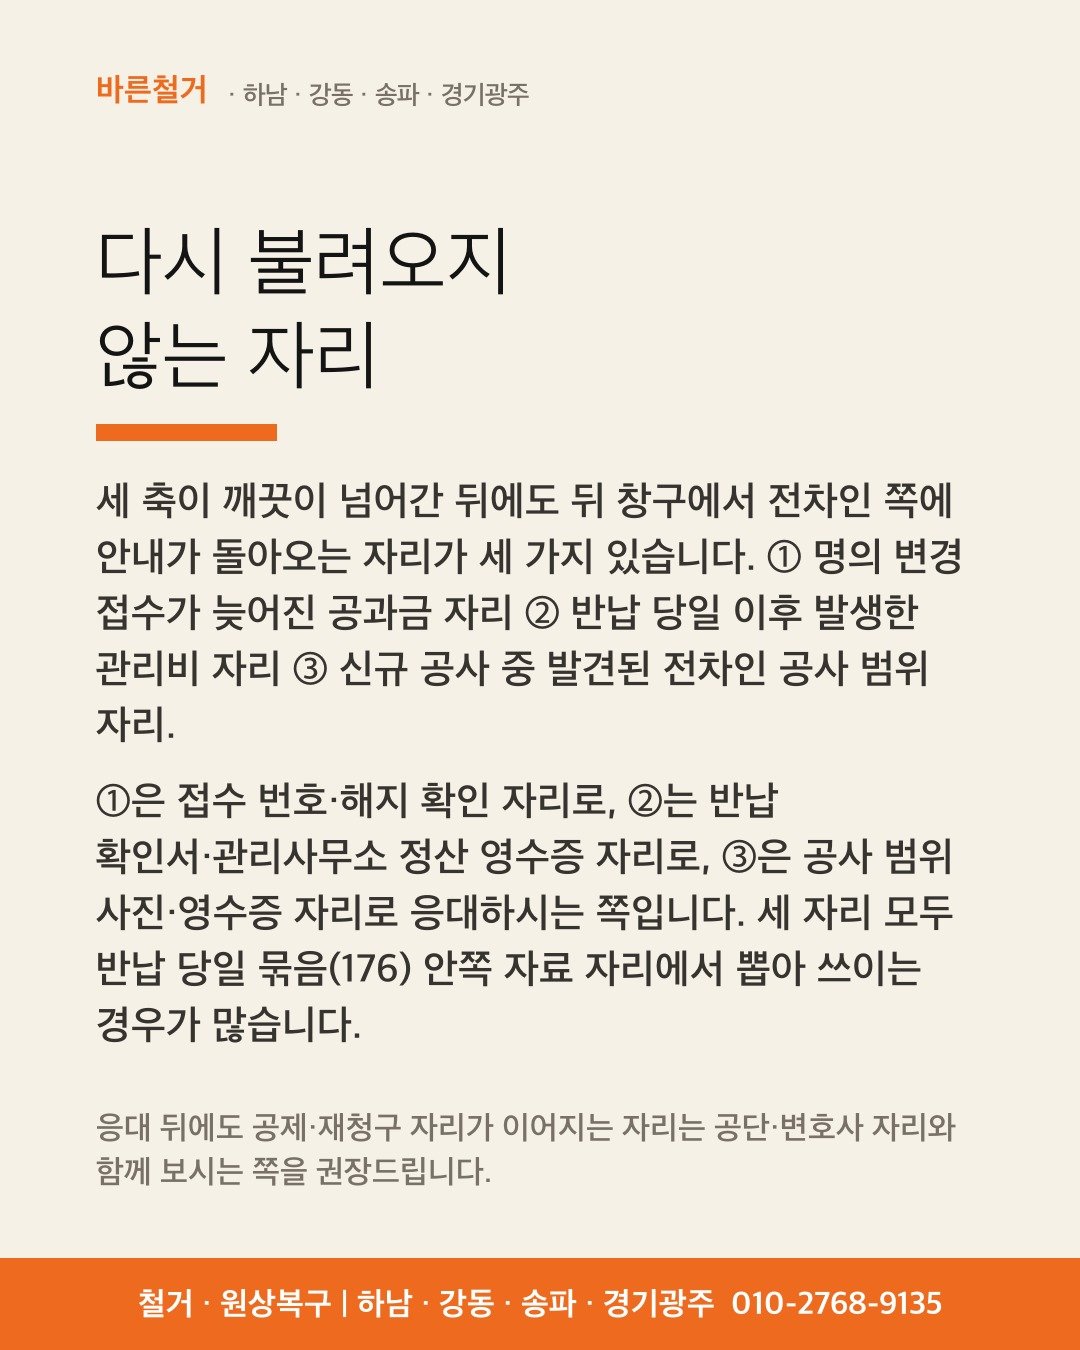 바른철거 · 하남 · 강동 · 송파 · 경기광주
다시 불려오지
않는 자리
세 축이 깨끗이 넘어간 뒤에도 뒤 창구에서 전차인 쪽에
안내가 돌아오는 자리가 세 가지 있습니다. ① 명의 변경
접수가 늦어진 공과금 자리 ② 반납 당일 이후 발생한
관리비 자리 ③ 신규 공사 중 발견된 전차인 공사 범위
자리.
①은 접수 번호·해지 확인 자리로, ②는 반납
확인서·관리사무소 정산 영수증 자리로, ③은 공사 범위
사진·영수증 자리로 응대하시는 쪽입니다. 세 자리 모두
반납 당일 묶음(176) 안쪽 자료 자리에서 뽑아 쓰이는
경우가 많습니다.
응대 뒤에도 공제·재청구 자리가 이어지는 자리는 공단·변호사 자리와
함께 보시는 쪽을 권장드립니다.
철거 · 원상복구 | 하남 · 강동 · 송파 · 경기광주 010-2768-9135